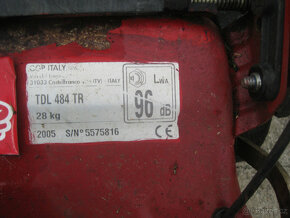 GGP ITALY
31033 Castelfranco V.to (TV) ITALY
LWA
TDL 484 TR
96 dB
28 kg
2005 S/N° 5575816
CE